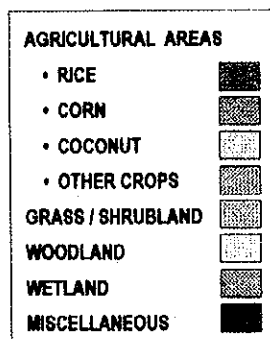 AGRICULTURAL AREAS
• RICE
• CORN
• COCONUT
• OTHER CROPS
GRASS / SHRUBLAND
WOODLAND
WETLAND
MISCELLANEOUS